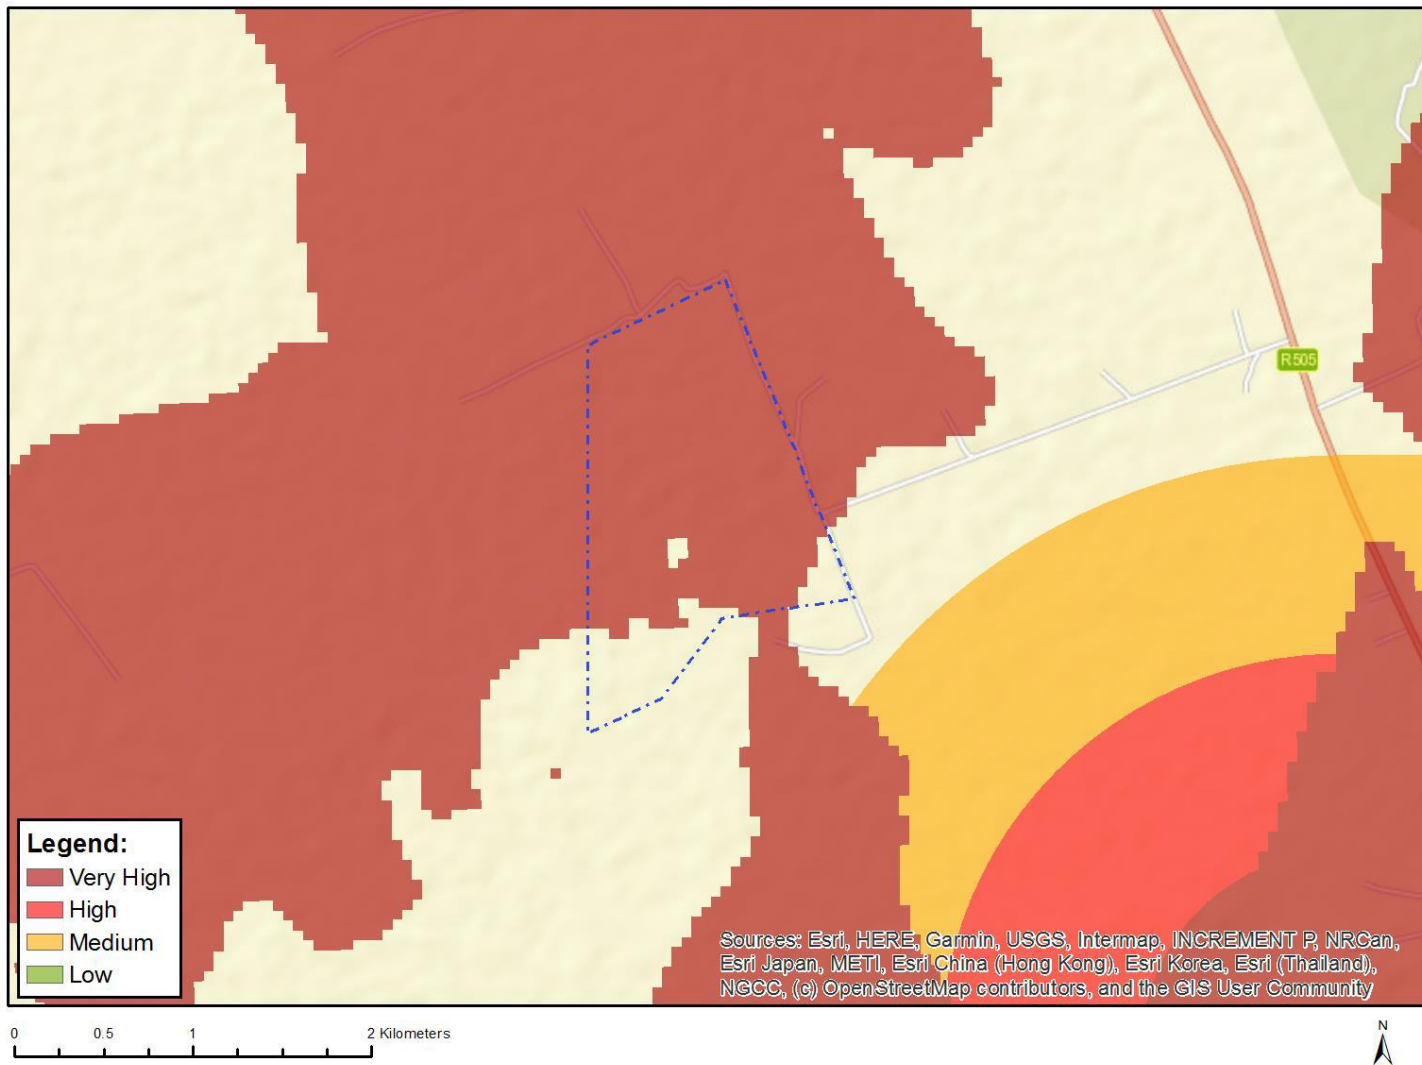 R505
Legend:
Very High
High
Medium
Low
Sources: Esri, HERE, Garmin, USGS, Intermap, INCREMENT P, NRCan,
Esri Japan, METI, Esri China (Hong Kong), Esri Korea, Esri (Thailand),
NGCC, (c) OpenStreetMap contributors, and the GIS User Community
0 0.5 1 2 Kilometers
N